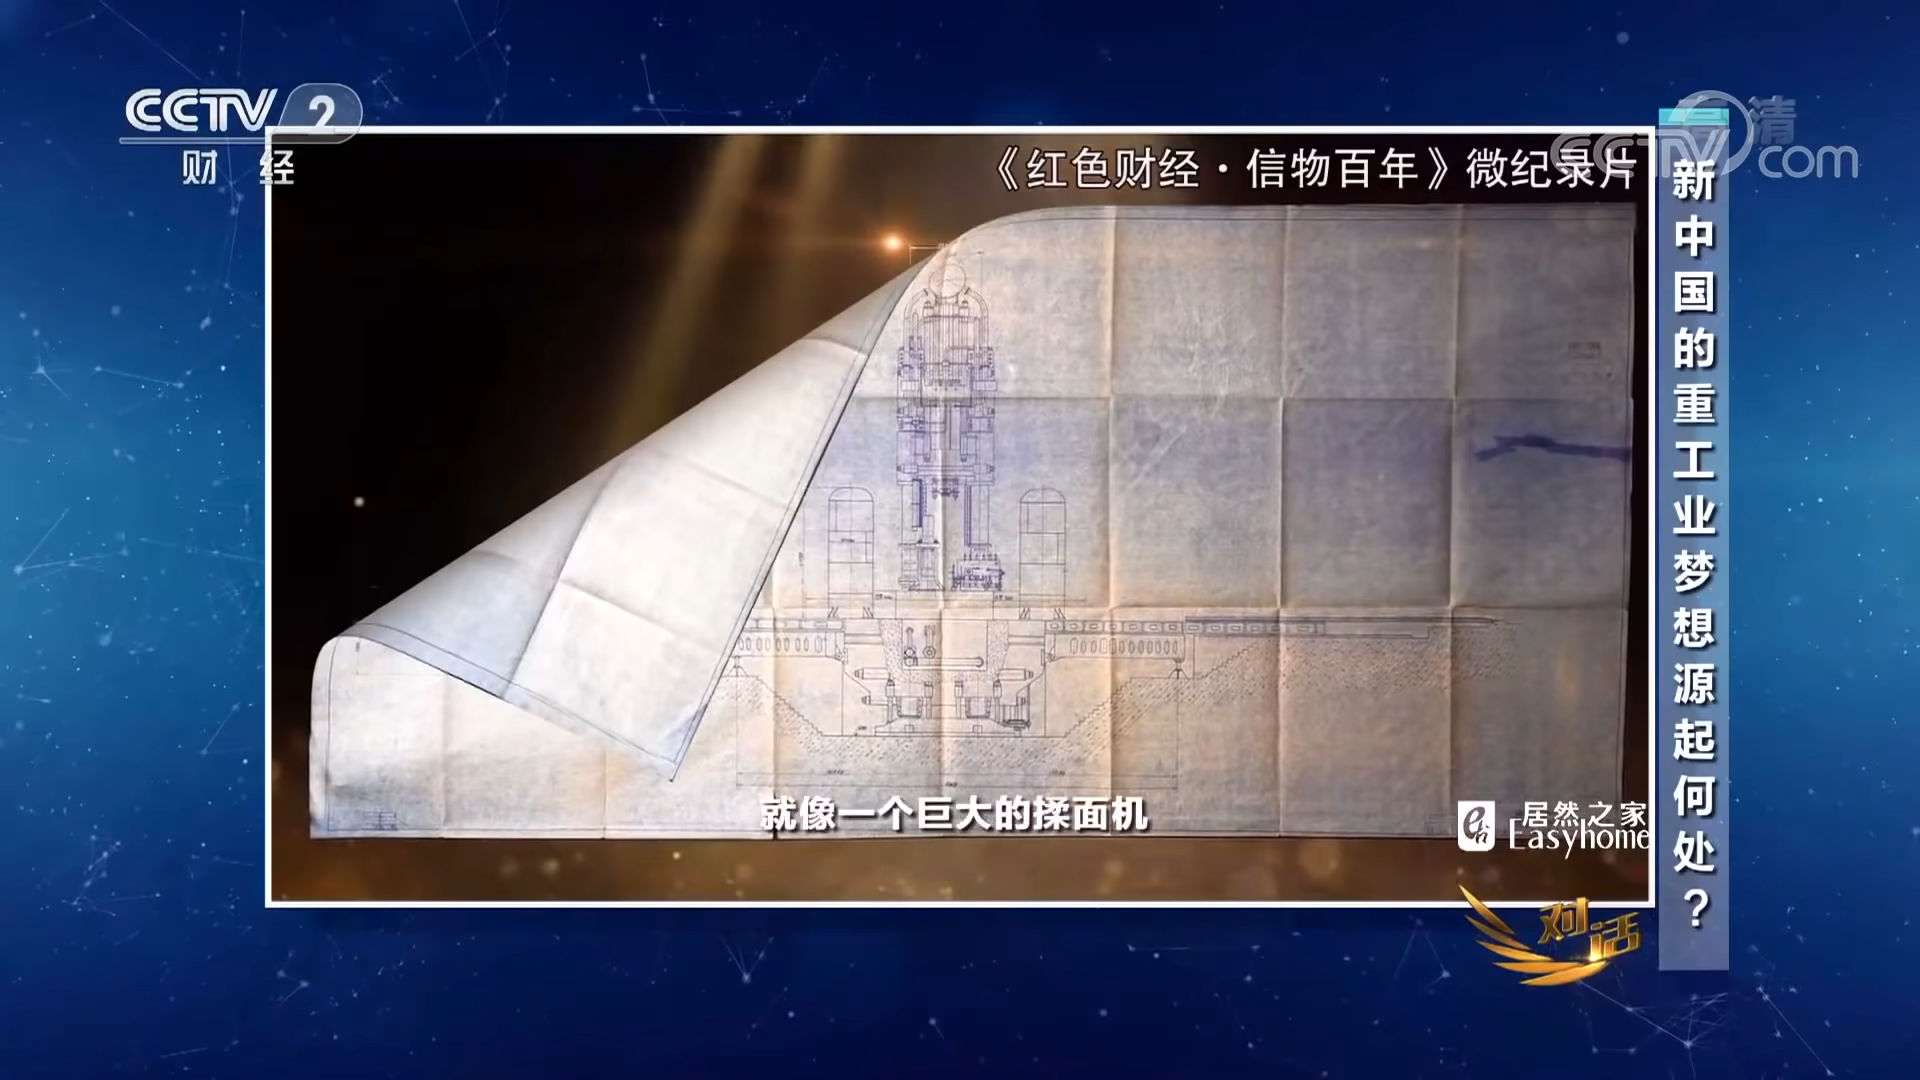 CCTV 2
财 经
高清
CCTV com
《红色财经·信物百年》微纪录片
新中国的重工业梦想源起何处？
就像一个巨大的揉面机
居然之家
Easyhome
对话